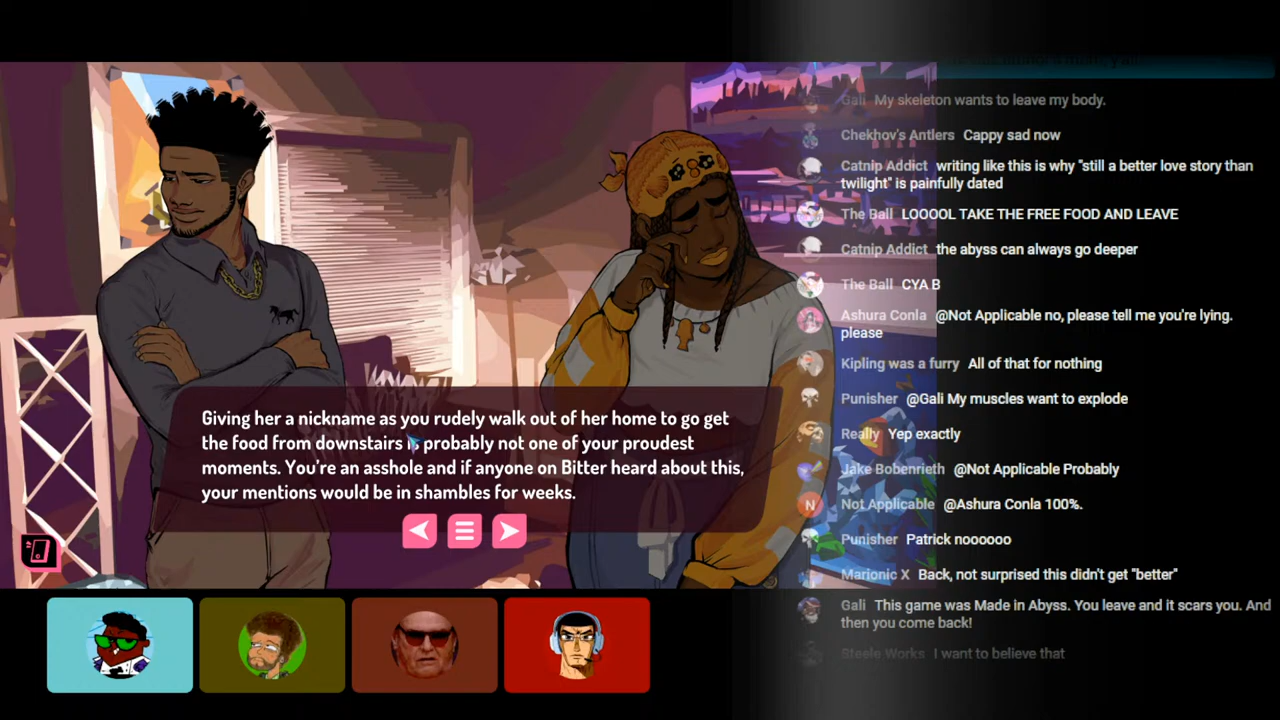 Giving her a nickname as you rudely walk out of her home to go get
the food from downstairs is probably not one of your proudest
moments. You're an asshole and if anyone on Bitter heard about this,
your mentions would be in shambles for weeks.
Gali My skeleton wants to leave my body.
Chekhov's Antlers Cappy sad now
Catnip Addict writing like this is why "still a better love story than
twilight" is painfully dated
The Ball LOOOOL TAKE THE FREE FOOD AND LEAVE
Catnip Addict the abyss can always go deeper
The Ball CYA B
Ashura Conla @Not Applicable no, please tell me you're lying.
please
Kipling was a furry All of that for nothing
Punisher @Gali My muscles want to explode
Really Yep exactly
Jake Bobenrieth @Not Applicable Probably
N Not Applicable @Ashura Conla 100%.
Punisher Patrick noooooo
Marionic X Back, not surprised this didn't get "better"
Gali This game was Made in Abyss. You leave and it scars you. And
then you come back!
Steele Works I want to believe that